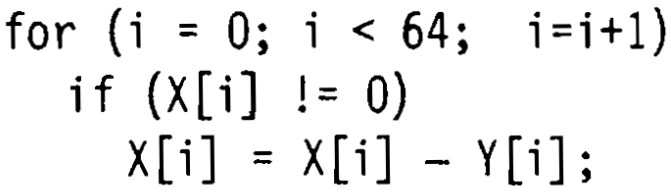 for (i = 0; i < 64; i=i+1)
if (X[i] != 0)
X[i] = X[i] – Y[i];